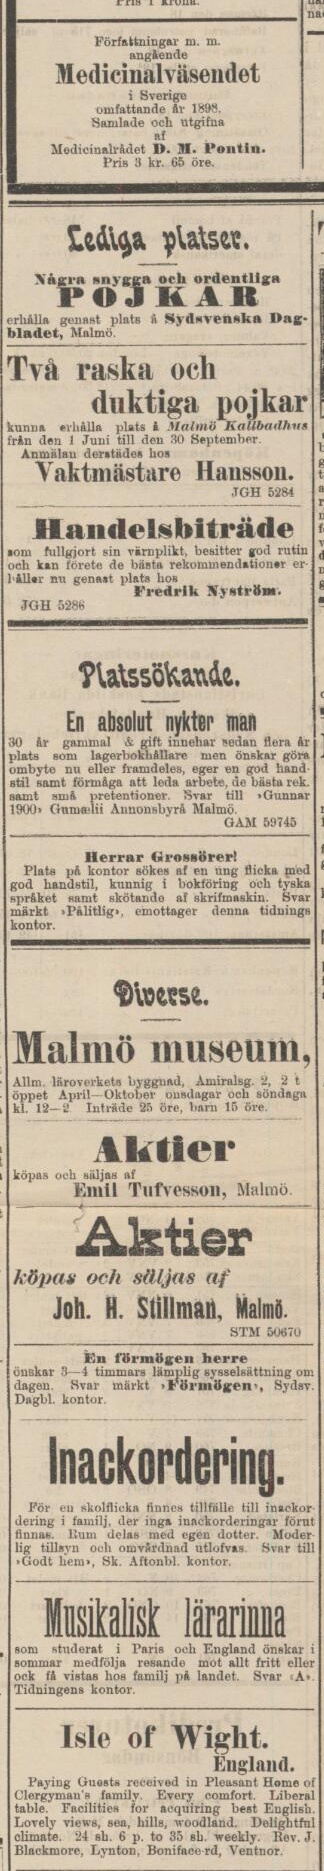 Pris 1 krona.
Författningar m. m.
angående
Medicinalväsendet
i Sverige
omfattande år 1898.
Samlade och utgifna
af
Medicinalrådet D. M. Pontin.
Pris 3 kr. 65 öre.
Lediga platser.
Några snygga och ordentliga
POJKAR
erhålla genast plats å Sydsvenska Dag-
bladet, Malmö.
Två raska och
duktiga pojkar
kunna erhålla plats å Malmö Kallbadhus
från den 1 Juni till den 30 September.
Anmälan derstädes hos
Vaktmästare Hansson.
JGH 5284
Handelsbiträde
som fullgjort sin värnplikt, besitter god rutin
och kan förete de bästa rekommendationer er-
håller nu genast plats hos
Fredrik Nyström.
JGH 5286
Platssökande.
En absolut nykter man
30 år gammal & gift innehar sedan flera år
plats som lagerbokhållare men önskar göra
ombyte nu eller framdeles, eger en god hand-
stil samt förmåga att leda arbete, de bästa rek.
samt små pretentioner. Svar till »Gunnar
1900» Gumælii Annonsbyrå Malmö.
GAM 59745
Herrar Grossörer!
Plats på kontor sökes af en ung flicka med
god handstil, kunnig i bokföring och tyska
språket samt skötande af skrifmaskin. Svar
märkt »Pålitlig», emottager denna tidnings
kontor.
Diverse.
Malmö museum,
Allm. läroverkets byggnad, Amiralsg. 2, 2 t
öppet April—Oktober onsdagar och söndaga
kl. 12—2. Inträde 25 öre, barn 15 öre.
Aktier
köpas och säljas af
Emil Tufvesson, Malmö.
Aktier
köpas och säljas af
Joh. H. Stillman, Malmö.
STM 50670
En förmögen herre
önskar 3—4 timmars lämplig sysselsättning om
dagen. Svar märkt »Förmögen», Sydsv.
Dagbl. kontor.
Inackordering.
För en skolflicka finnes tillfälle till inackor-
dering i familj, der inga inackorderingar förut
finnas. Rum delas med egen dotter. Moder-
lig tillsyn och omvårdnad utlofvas. Svar till
»Godt hem», Sk. Aftonbl. kontor.
Musikalisk lärarinna
som studerat i Paris och England önskar i
sommar medfölja resande mot allt fritt eller
ock få vistas hos familj på landet. Svar «A».
Tidningens kontor.
Isle of Wight.
England.
Paying Guests received in Pleasant Home of
Clergyman's family. Every comfort. Liberal
table. Facilities for acquiring best English.
Lovely views, sea, hills, woodland. Delightful
climate. 24 sh. 6 p. to 35 sh. weekly. Rev. J.
Blackmore, Lynton, Boniface-rd, Ventnor.